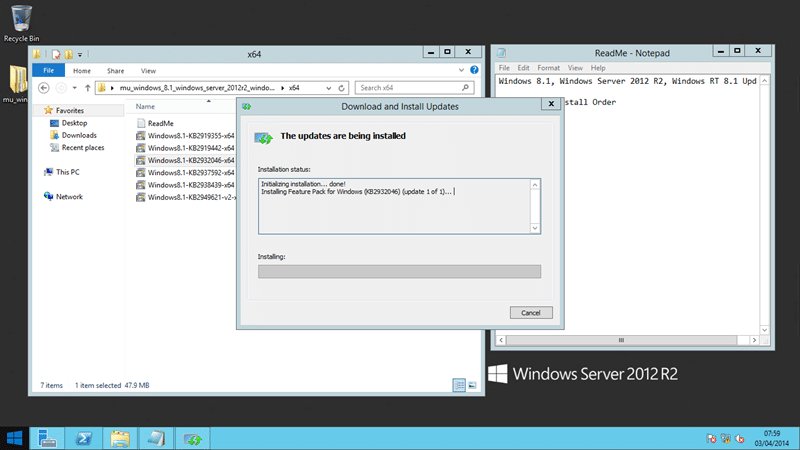 Recycle Bin
mu_win
x64
File
Home
Share
View
mu_windows_8.1_windows_server_2012r2_windo...
x64
Search x64
Favorites
Desktop
Downloads
Recent places
This PC
Network
Name
ReadMe
Windows8.1-KB2919355-x64
Windows8.1-KB2919442-x64
Windows8.1-KB2932046-x64
Windows8.1-KB2937592-x64
Windows8.1-KB2938439-x64
Windows8.1-KB2949621-v2-x
7 items 1 item selected 47.9 MB
Download and Install Updates
The updates are being installed
Installation status:
Initializing installation... done!
Installing Feature Pack for Windows (KB2932046) (update 1 of 1)...
Installing:
Cancel
ReadMe - Notepad
File Edit Format View Help
Windows 8.1, Windows Server 2012 R2, Windows RT 8.1 Upd
stall Order
Windows Server 2012 R2
07:59
03/04/2014